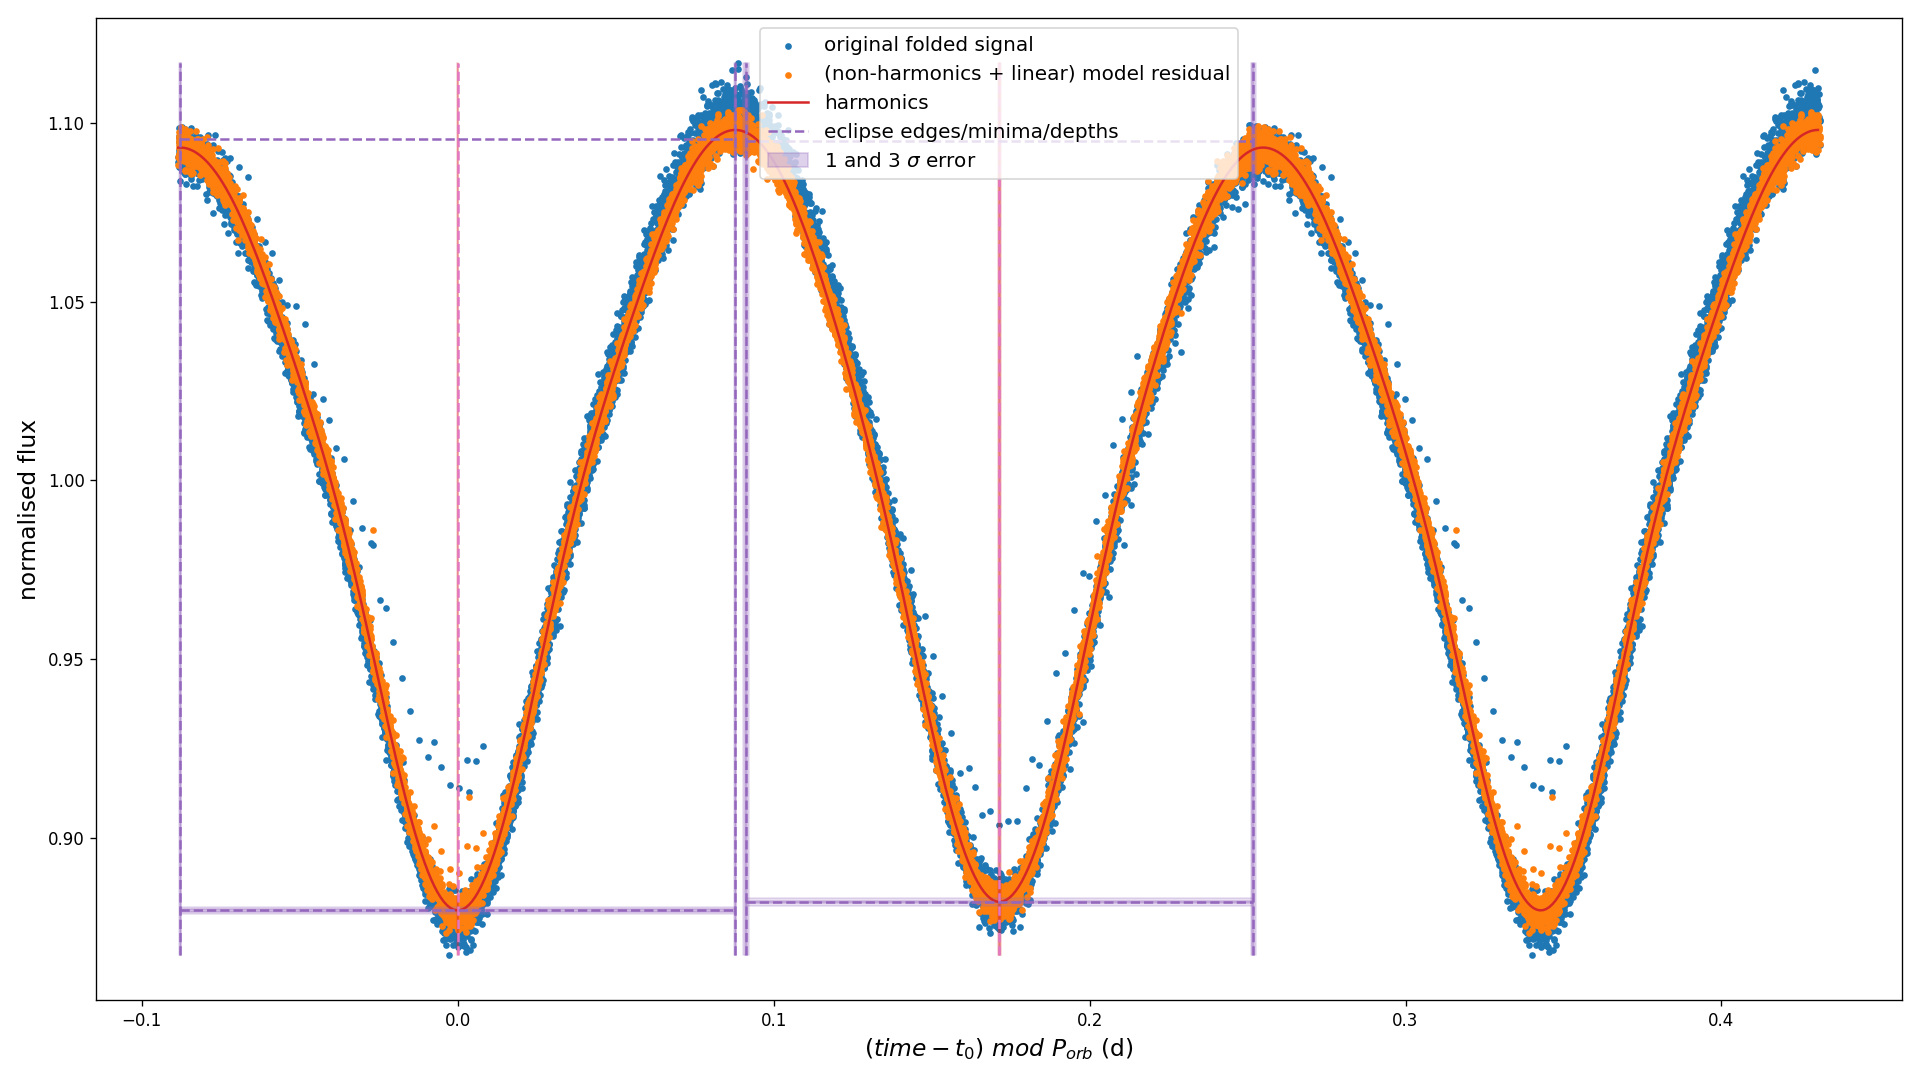 original folded signal
(non-harmonics + linear) model residual
harmonics
eclipse edges/minima/depths
1 and 3 σ error
normalised flux
1.10
1.05
1.00
0.95
0.90
−0.1
0.0
0.1
0.2
0.3
0.4
(time − t₀) mod P_orb (d)